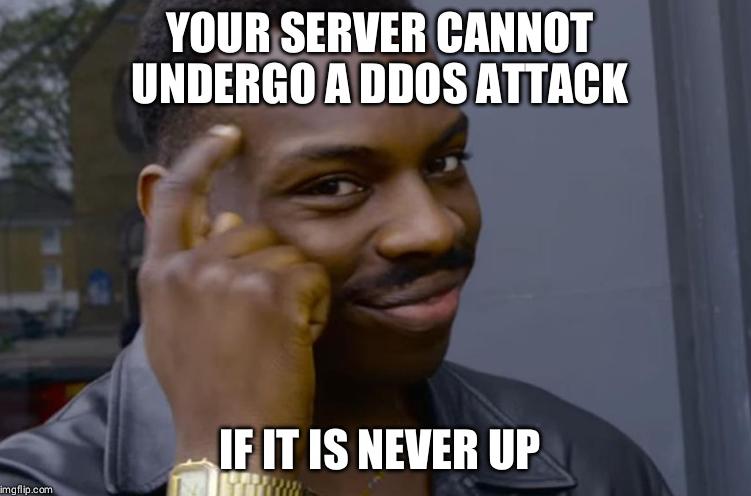 YOUR SERVER CANNOT
UNDERGO A DDOS ATTACK
IF IT IS NEVER UP
imgflip.com